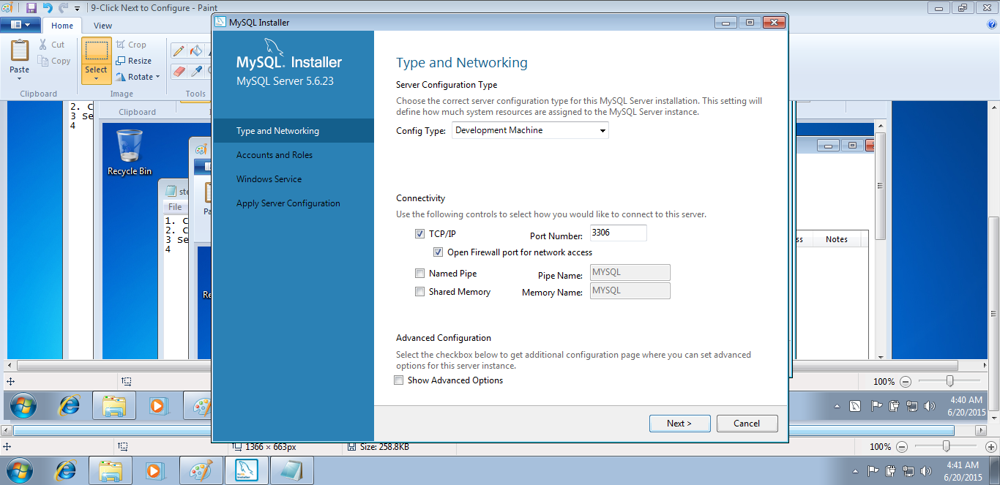 9-Click Next to Configure - Paint
Home
View
Paste
Cut
Copy
Clipboard
Select
Crop
Resize
Rotate
Image
Tools
MySQL Installer
MySQL. Installer
MySQL Server 5.6.23
Type and Networking
Accounts and Roles
Windows Service
Apply Server Configuration
Type and Networking
Server Configuration Type
Choose the correct server configuration type for this MySQL Server installation. This setting will
define how much system resources are assigned to the MySQL Server instance.
Config Type: Development Machine
Connectivity
Use the following controls to select how you would like to connect to this server.
TCP/IP
Port Number: 3306
Open Firewall port for network access
Named Pipe
Pipe Name: MYSQL
Shared Memory
Memory Name: MYSQL
Advanced Configuration
Select the checkbox below to get additional configuration page where you can set advanced
options for this server instance.
Show Advanced Options
Next >
Cancel
2. C
3 Se
4
Clipboard
Recycle Bin
ste
File
1. C
2. C
3 Se
4
Pa
Re
ss
Notes
100%
4:40 AM
6/20/2015
1366 × 663px
Size: 258.8KB
100%
4:41 AM
6/20/2015